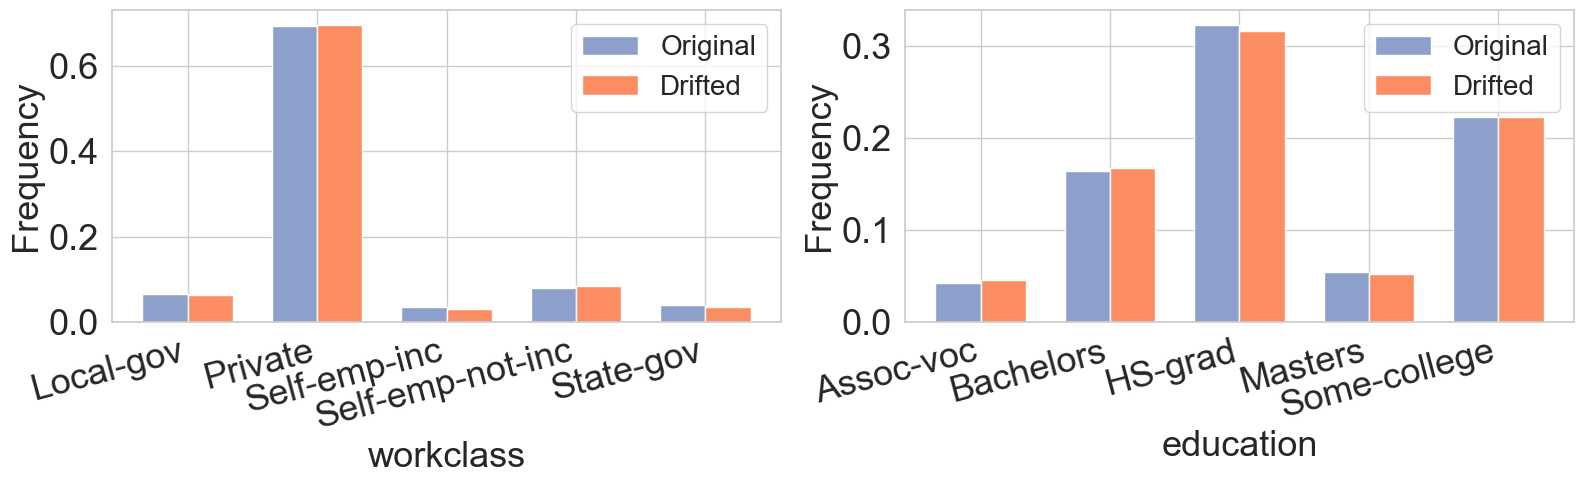 Frequency
0.6
0.4
0.2
0.0
Original
Drifted
Local-gov
Private
Self-emp-inc
Self-emp-not-inc
State-gov
workclass
Frequency
0.3
0.2
0.1
0.0
Original
Drifted
Assoc-voc
Bachelors
HS-grad
Masters
Some-college
education